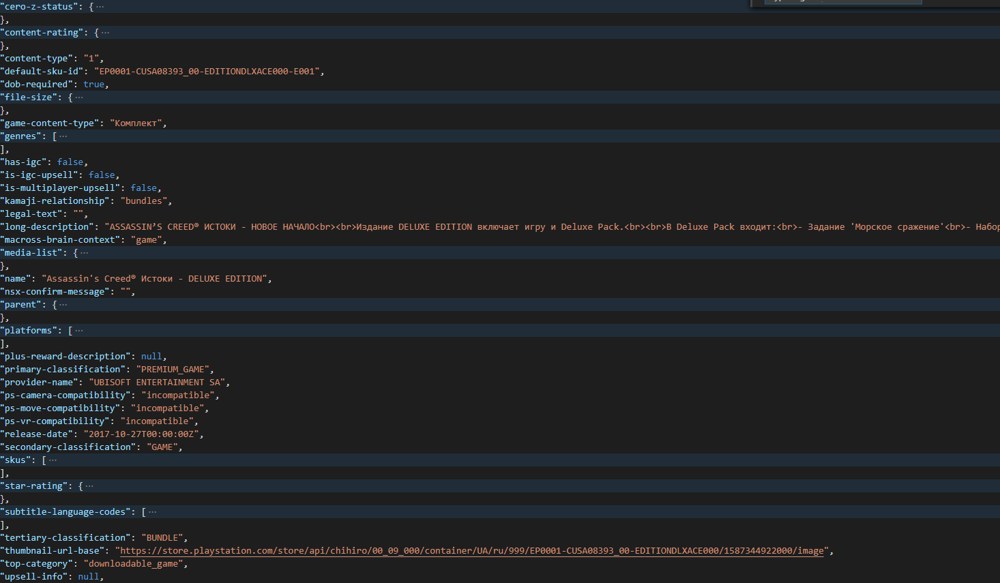 "cero-z-status": { ···
},
"content-rating": { ···
},
"content-type": "1",
"default-sku-id": "EP0001-CUSA08393_00-EDITIONDLXACE000-E001",
"dob-required": true,
"file-size": { ···
},
"game-content-type": "Комплект",
"genres": [ ···
],
"has-igc": false,
"is-igc-upsell": false,
"is-multiplayer-upsell": false,
"kamaji-relationship": "bundles",
"legal-text": "",
"long-description": "ASSASSIN’S CREED® ИСТОКИ - НОВОЕ НАЧАЛО<br><br>Издание DELUXE EDITION включает игру и Deluxe Pack.<br><br>В Deluxe Pack входит:<br>- Задание 'Морское сражение'<br>- Набор
"macross-brain-context": "game",
"media-list": { ···
},
"name": "Assassin's Creed® Истоки - DELUXE EDITION",
"nsx-confirm-message": "",
"parent": { ···
},
"platforms": [ ···
],
"plus-reward-description": null,
"primary-classification": "PREMIUM_GAME",
"provider-name": "UBISOFT ENTERTAINMENT SA",
"ps-camera-compatibility": "incompatible",
"ps-move-compatibility": "incompatible",
"ps-vr-compatibility": "incompatible",
"release-date": "2017-10-27T00:00:00Z",
"secondary-classification": "GAME",
"skus": [ ···
],
"star-rating": { ···
},
"subtitle-language-codes": [ ···
],
"tertiary-classification": "BUNDLE",
"thumbnail-url-base": "https://store.playstation.com/store/api/chihiro/00_09_000/container/UA/ru/999/EP0001-CUSA08393_00-EDITIONDLXACE000/1587344922000/image",
"top-category": "downloadable_game",
"upsell-info": null,